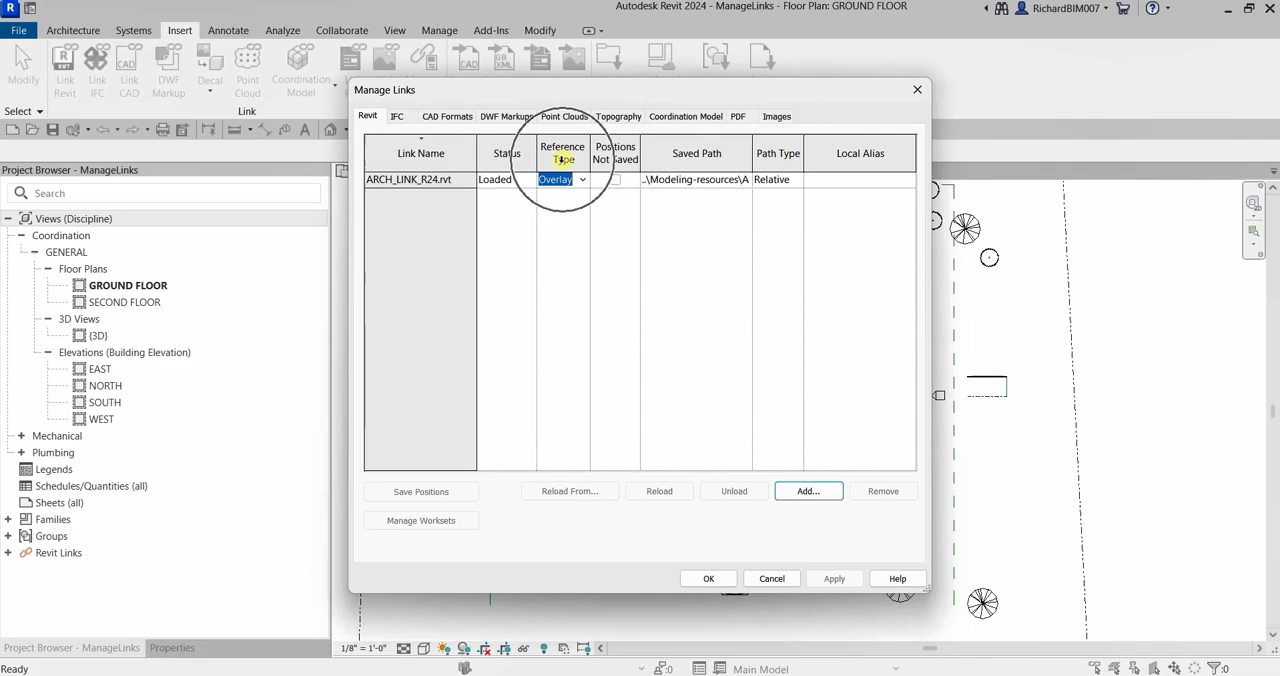 R
Autodesk Revit 2024 - ManageLinks - Floor Plan: GROUND FLOOR
RichardBIM007
File Architecture Systems Insert Annotate Analyze Collaborate View Manage Add-Ins Modify
Modify
Link Revit
Link IFC
Link CAD
DWF Markup
Decal
Point Cloud
Coordination Model
Select
Link
Project Browser - ManageLinks
Search
Views (Discipline)
Coordination
GENERAL
Floor Plans
GROUND FLOOR
SECOND FLOOR
3D Views
{3D}
Elevations (Building Elevation)
EAST
NORTH
SOUTH
WEST
Mechanical
Plumbing
Legends
Schedules/Quantities (all)
Sheets (all)
Families
Groups
Revit Links
Project Browser - ManageLinks Properties
Manage Links
Revit IFC CAD Formats DWF Markups Point Clouds Topography Coordination Model PDF Images
Link Name Status Reference Type Positions Not Saved Saved Path Path Type Local Alias
ARCH_LINK_R24.rvt Loaded Overlay ..\Modeling-resources\A Relative
Save Positions Reload From... Reload Unload Add... Remove
Manage Worksets
OK Cancel Apply Help
1/8" = 1'-0"
Ready
:0
Main Model
:0